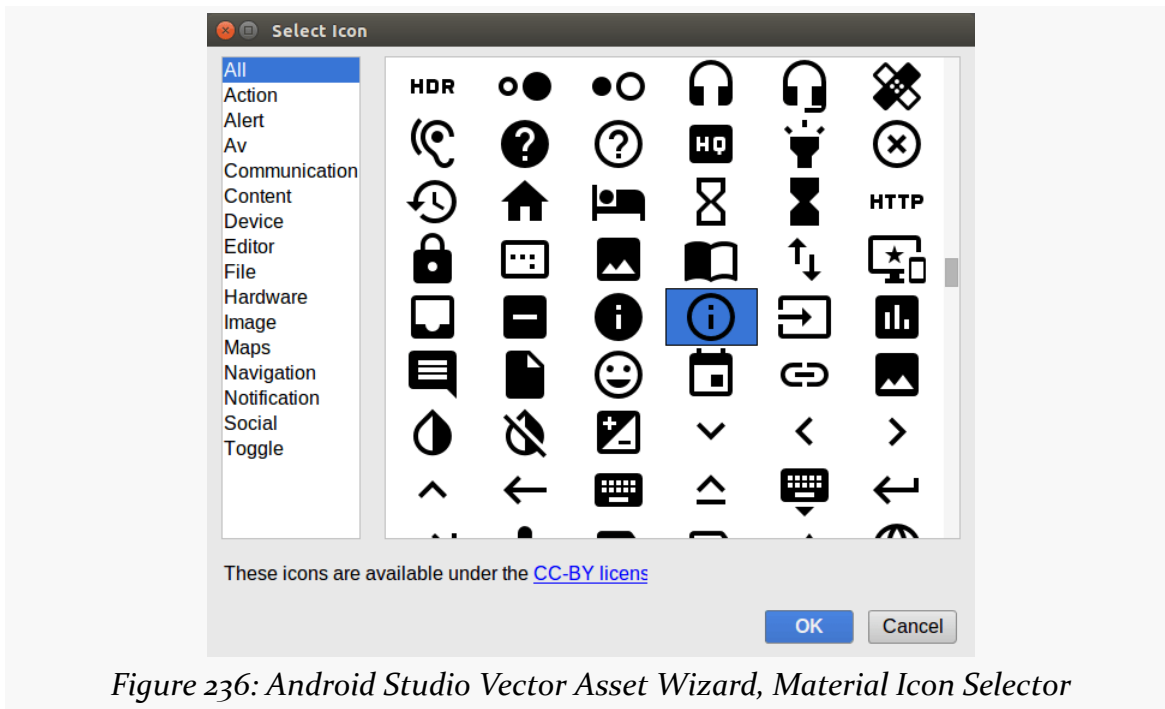 Select Icon
All
Action
Alert
Av
Communication
Content
Device
Editor
File
Hardware
Image
Maps
Navigation
Notification
Social
Toggle
HDR
HQ
HTTP
These icons are available under the CC-BY licens
OK Cancel
Figure 236: Android Studio Vector Asset Wizard, Material Icon Selector